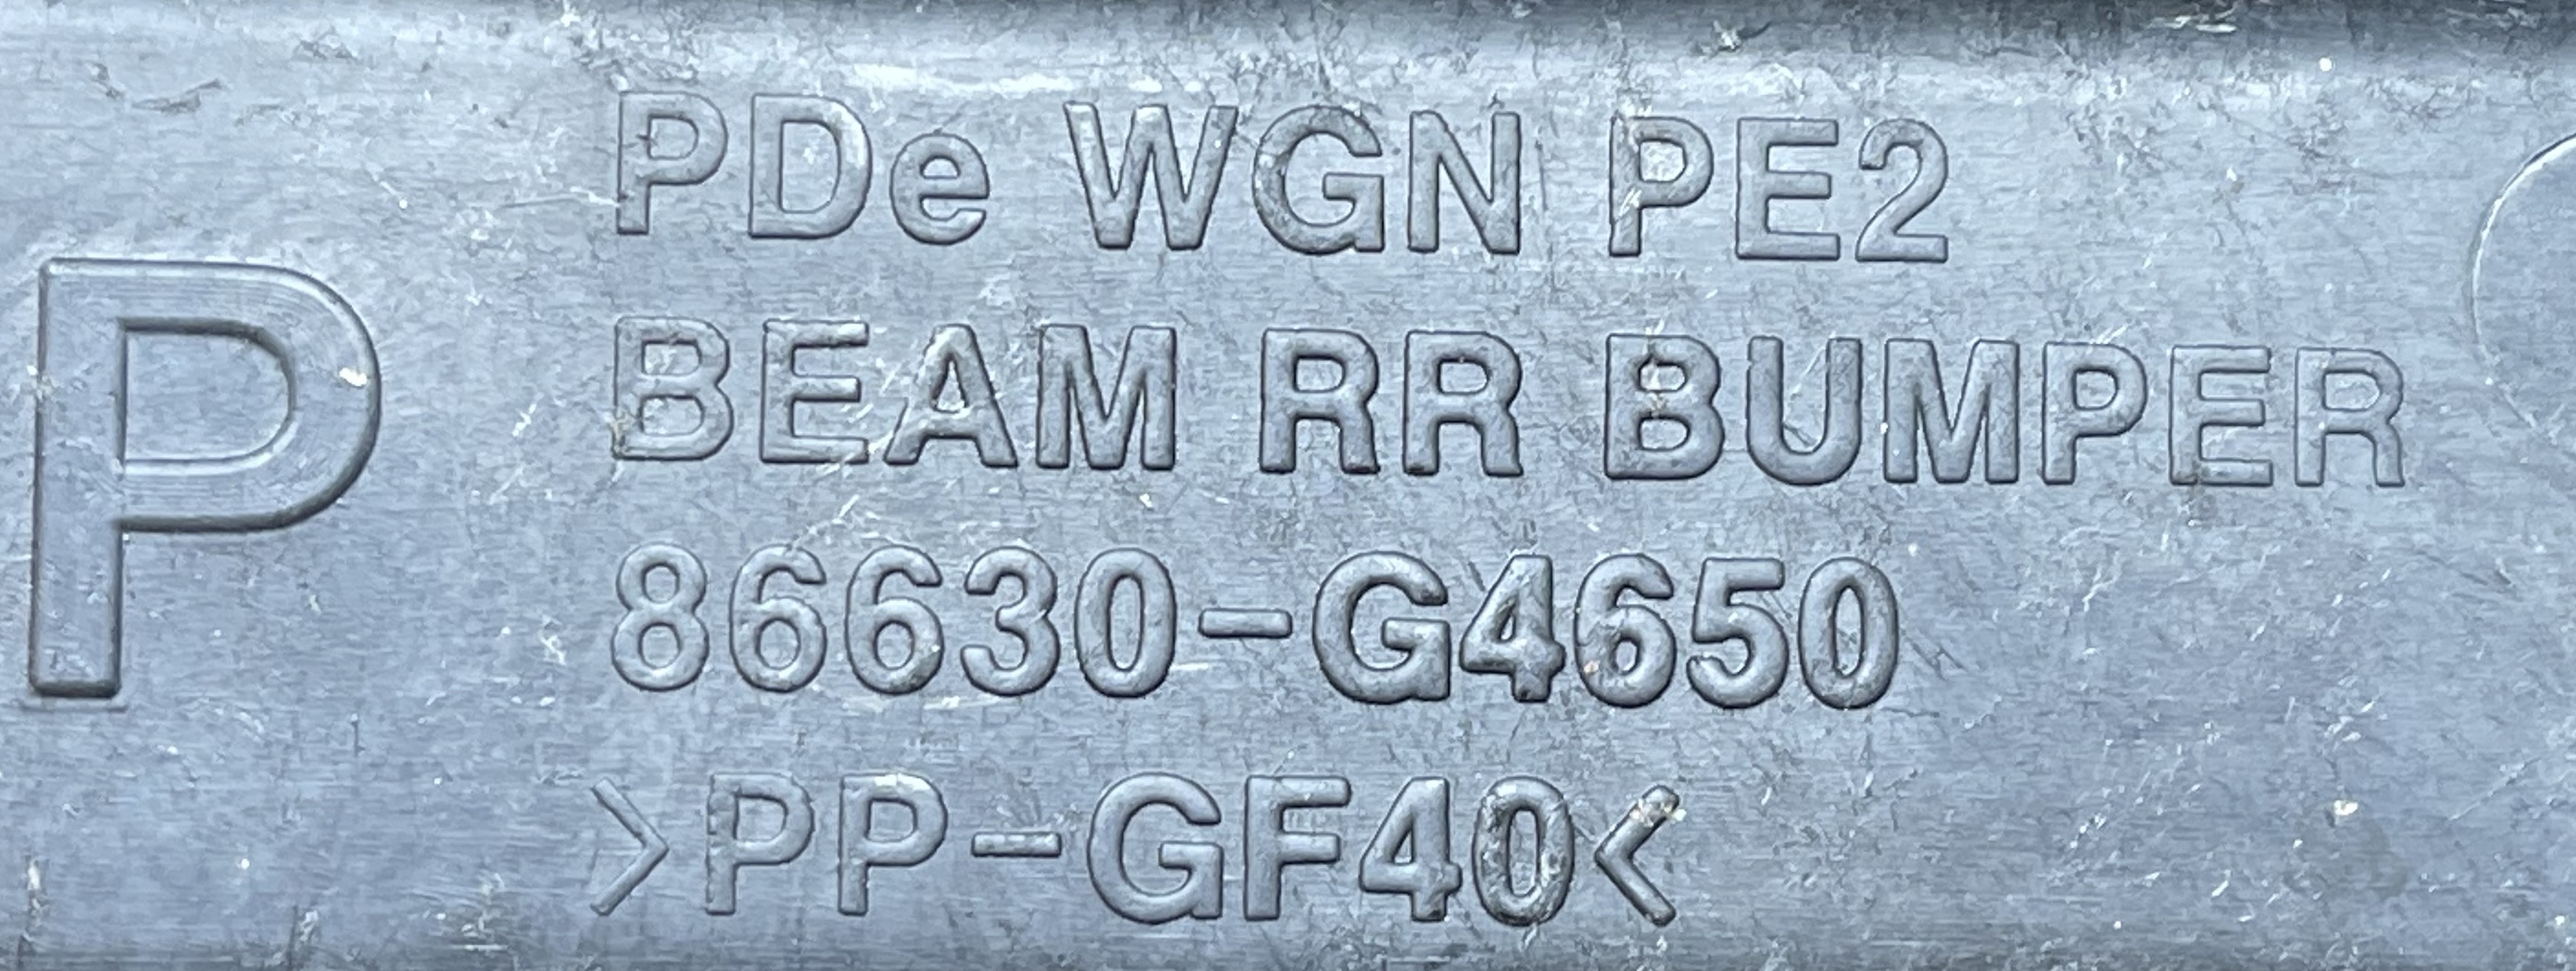 P
PDe WGN PE2
BEAM RR BUMPER
86630-G4650
>PP-GF40<